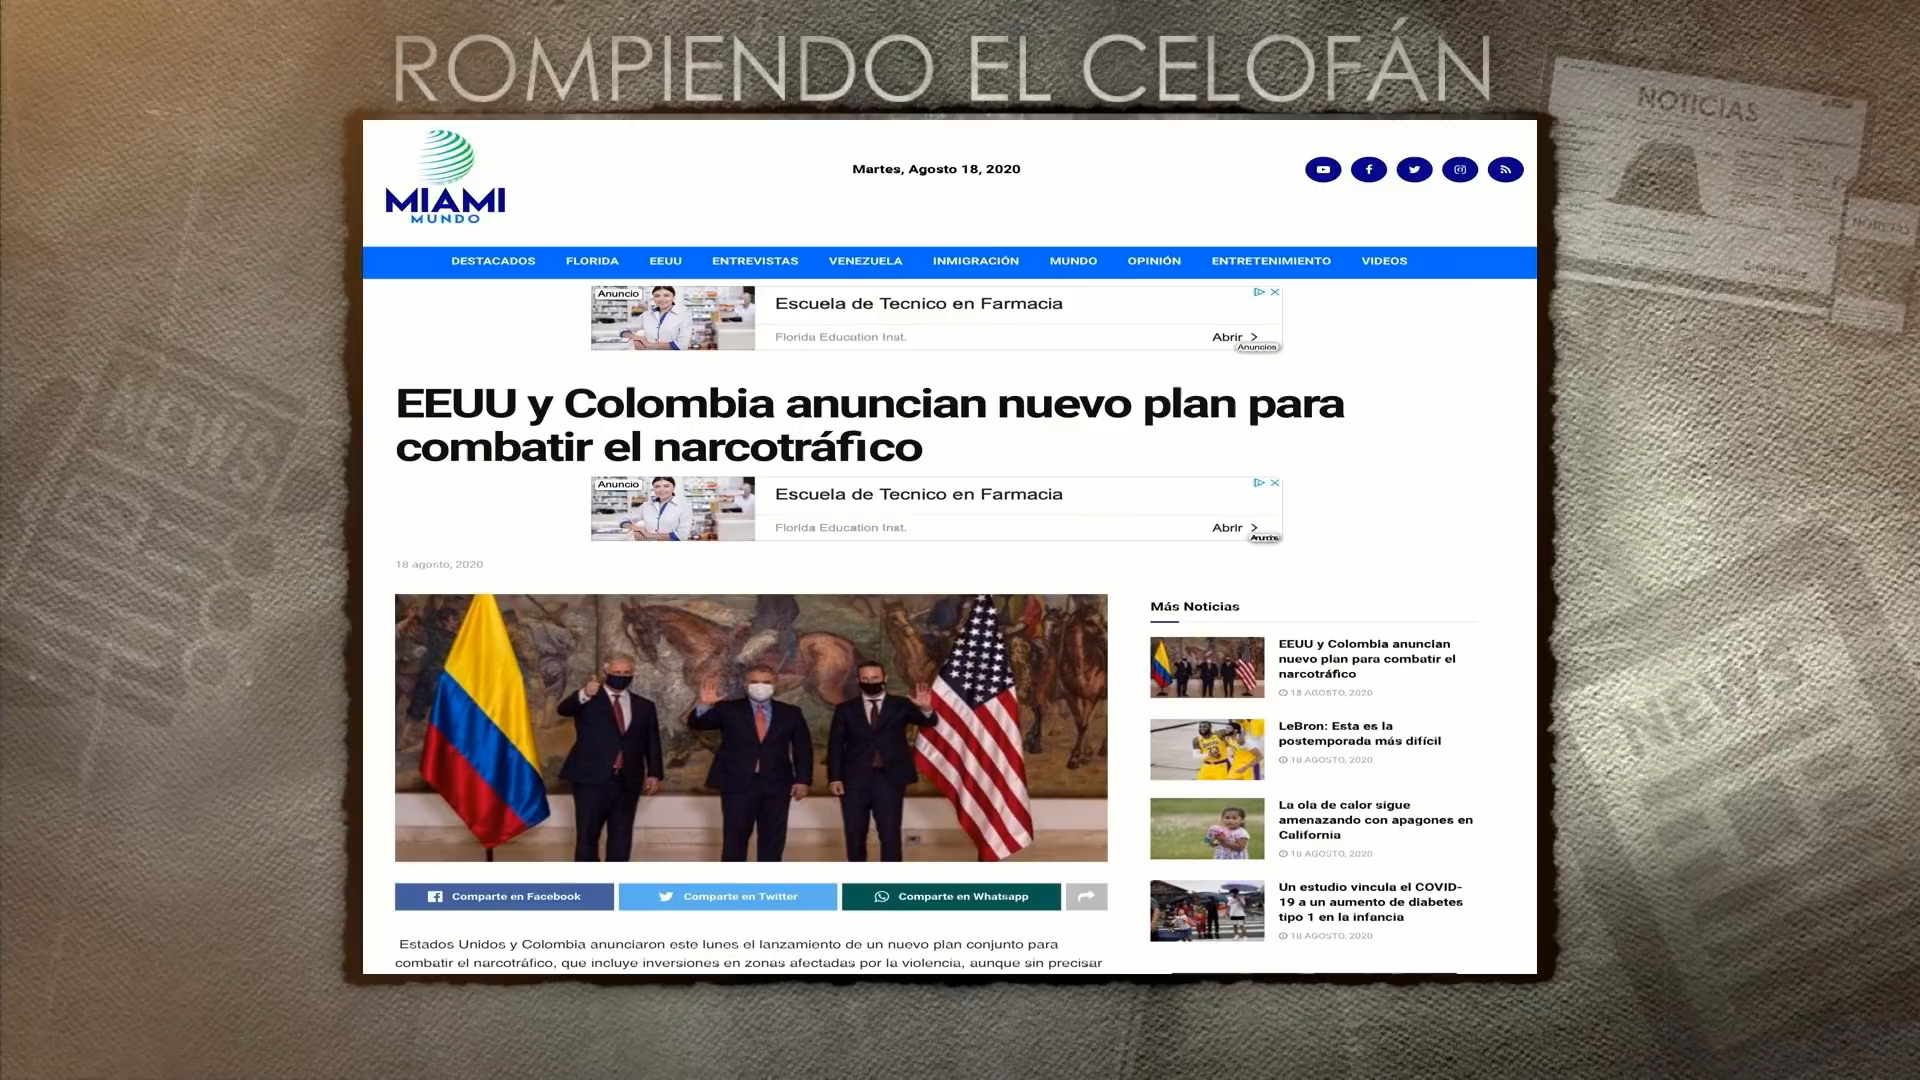 ROMPIENDO EL CELOFÁN
NOTICIAS
MIAMI
MUNDO
Martes, Agosto 18, 2020
DESTACADOS FLORIDA EEUU ENTREVISTAS VENEZUELA INMIGRACIÓN MUNDO OPINIÓN ENTRETENIMIENTO VIDEOS
Anuncio
Escuela de Tecnico en Farmacia
Florida Education Inst.
Abrir
Anuncios
EEUU y Colombia anuncian nuevo plan para
combatir el narcotráfico
Anuncio
Escuela de Tecnico en Farmacia
Florida Education Inst.
Abrir
Anuncios
18 agosto, 2020
Comparte en Facebook
Comparte en Twitter
Comparte en Whatsapp
Estados Unidos y Colombia anunciaron este lunes el lanzamiento de un nuevo plan conjunto para
combatir el narcotráfico, que incluye inversiones en zonas afectadas por la violencia, aunque sin precisar
Más Noticias
EEUU y Colombia anuncian
nuevo plan para combatir el
narcotráfico
18 AGOSTO, 2020
LeBron: Esta es la
postemporada más difícil
18 AGOSTO, 2020
La ola de calor sigue
amenazando con apagones en
California
18 AGOSTO, 2020
Un estudio vincula el COVID-
19 a un aumento de diabetes
tipo 1 en la infancia
18 AGOSTO, 2020